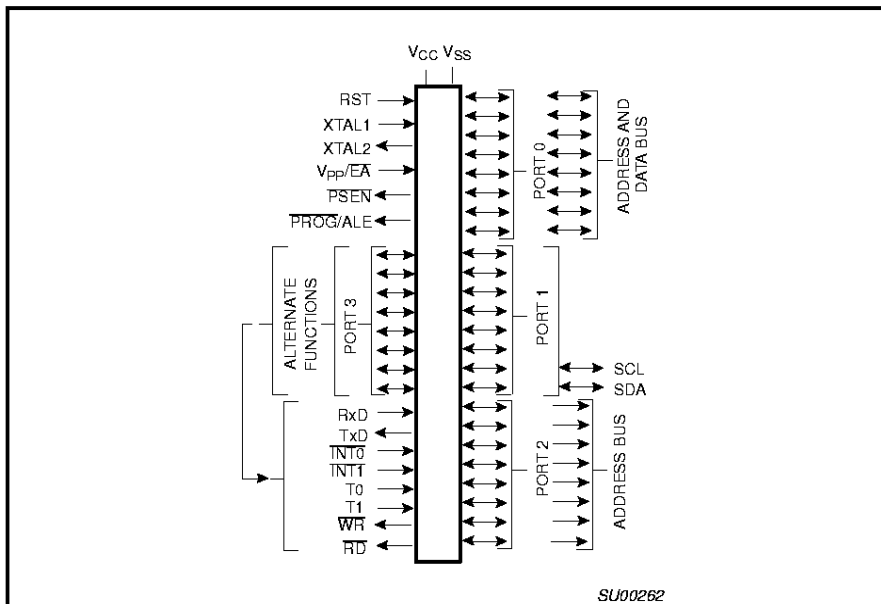 VCC VSS
RST
XTAL1
XTAL2
VPP/EA
PSEN
PROG/ALE
PORT 0
ADDRESS AND
DATA BUS
ALTERNATE
FUNCTIONS
PORT 3
PORT 1
SCL
SDA
RxD
TxD
INT0
INT1
T0
T1
WR
RD
PORT 2
ADDRESS BUS
SU00262